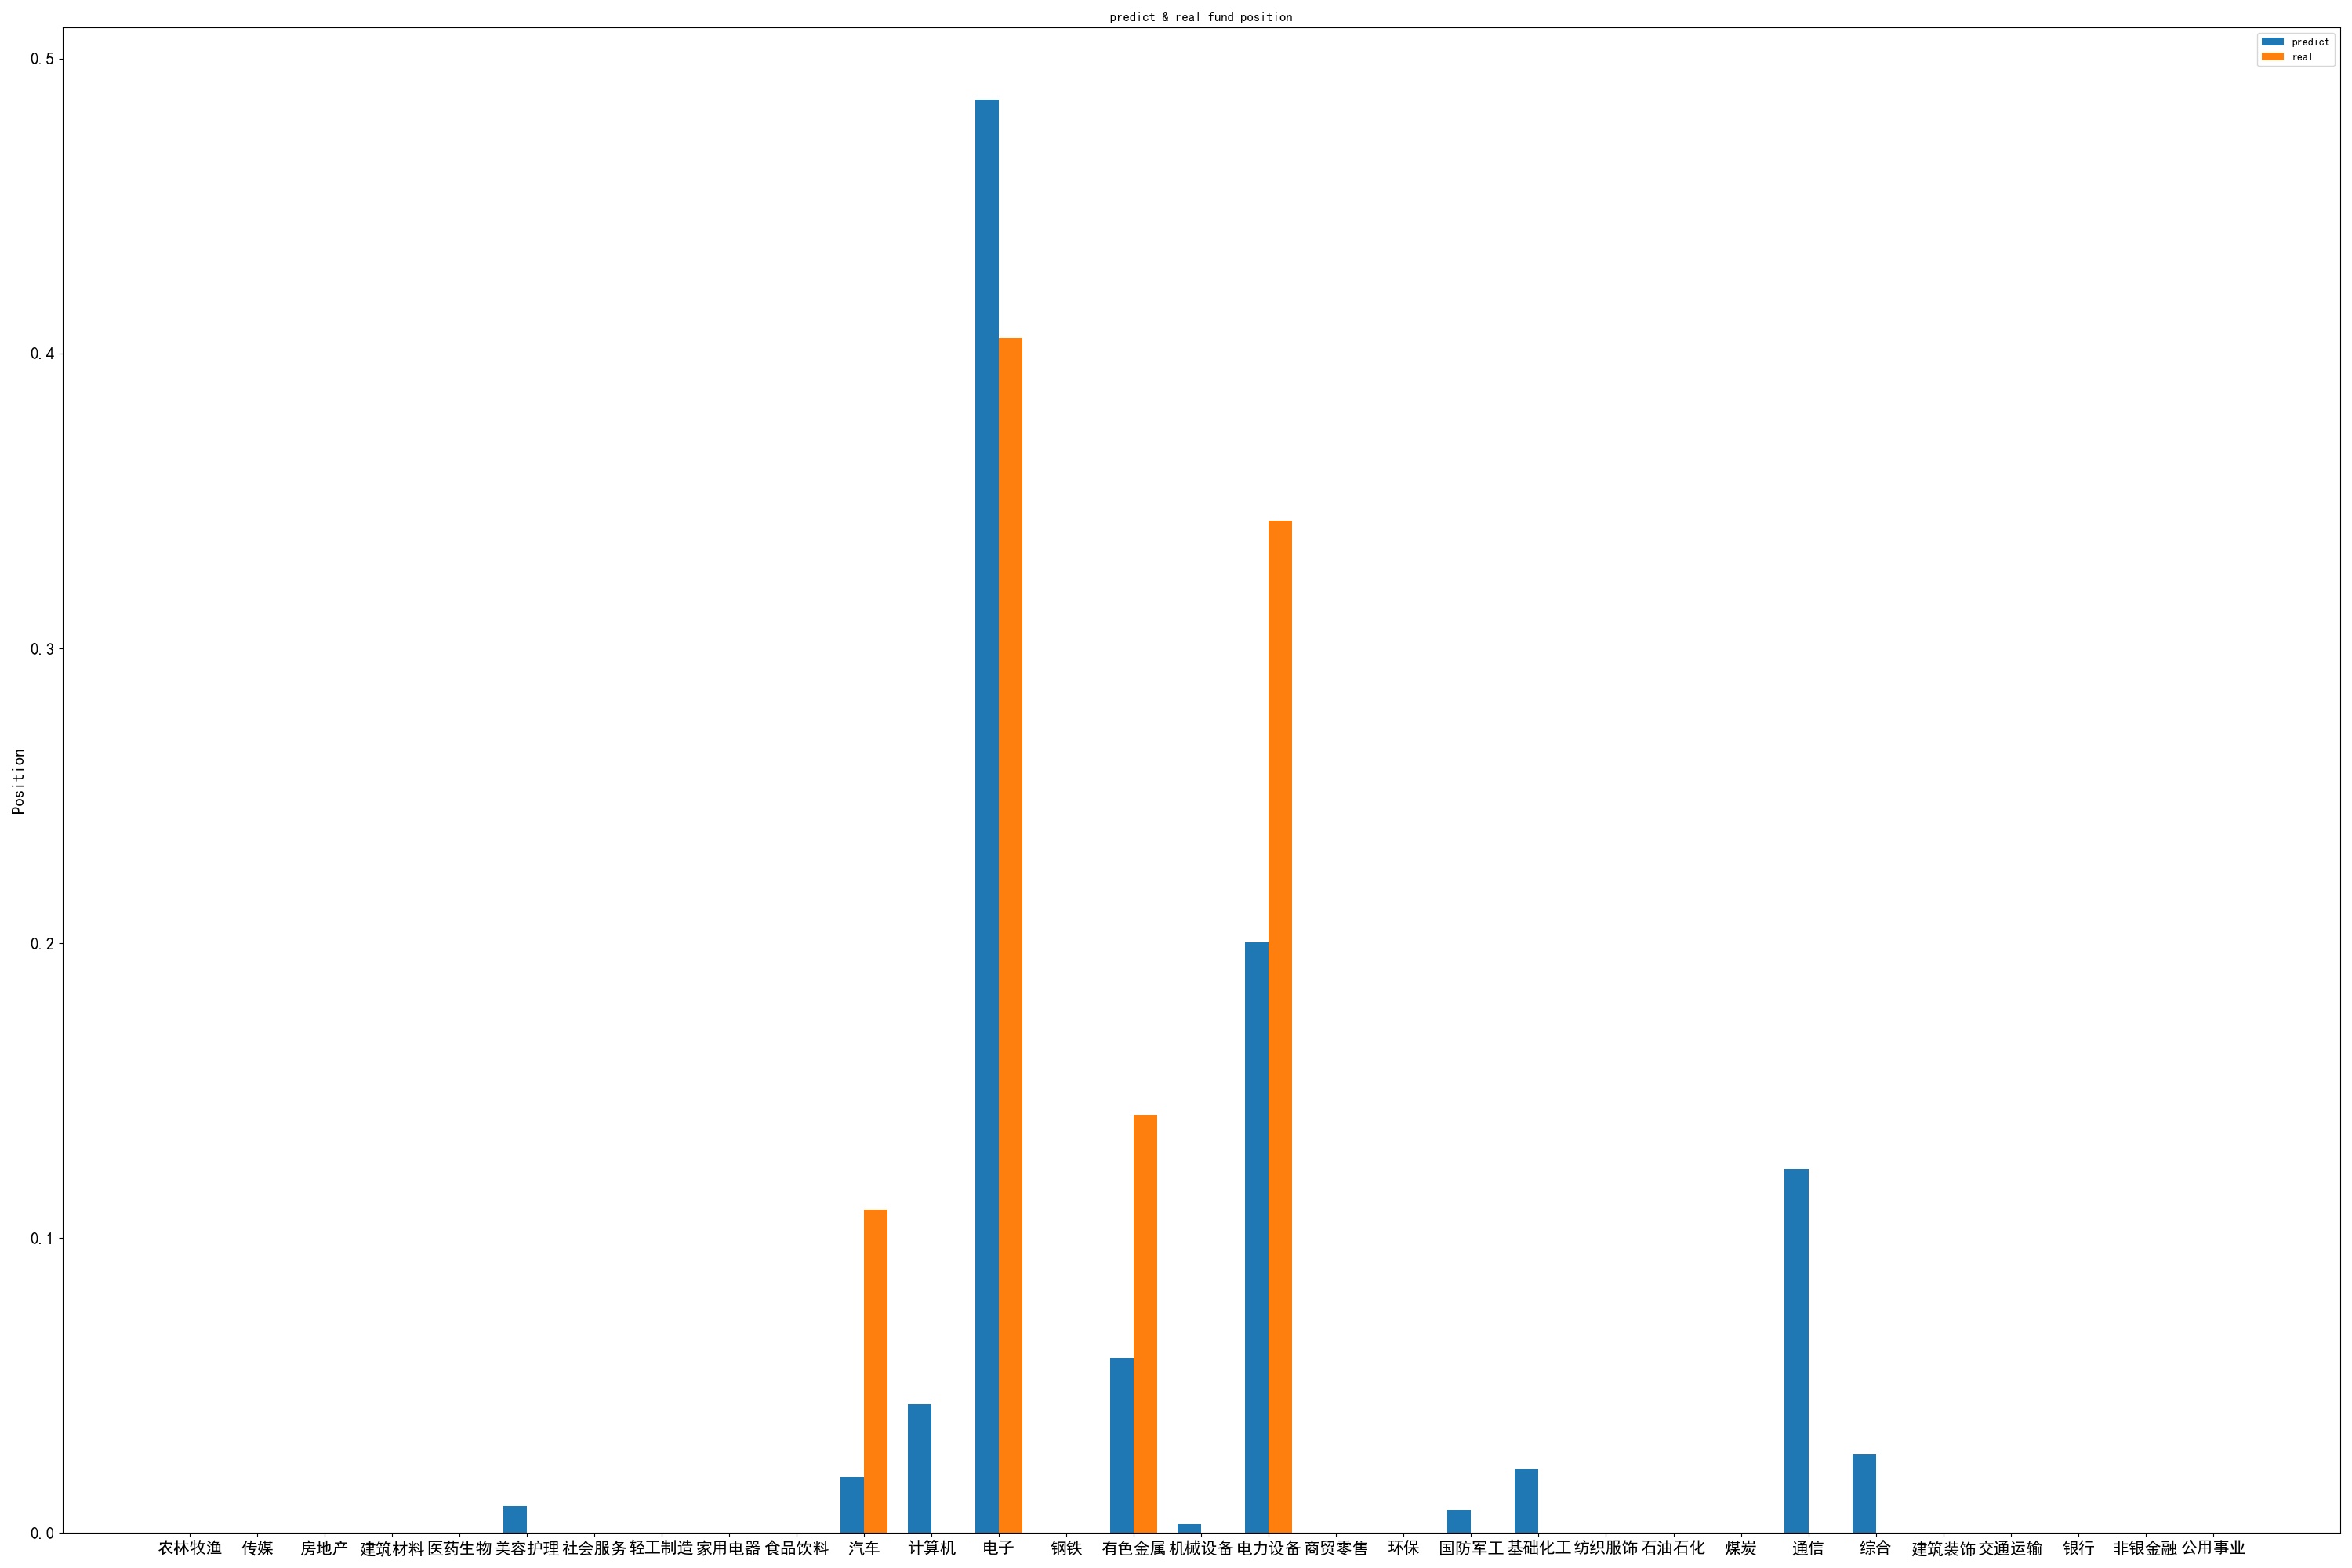 predict & real fund position
predict
real
0.5
0.4
0.3
0.2
0.1
0.0
Position
农林牧渔 传媒 房地产 建筑材料 医药生物 美容护理 社会服务 轻工制造 家用电器 食品饮料 汽车 计算机 电子 钢铁 有色金属 机械设备 电力设备 商贸零售 环保 国防军工 基础化工 纺织服饰 石油石化 煤炭 通信 综合 建筑装饰 交通运输 银行 非银金融 公用事业